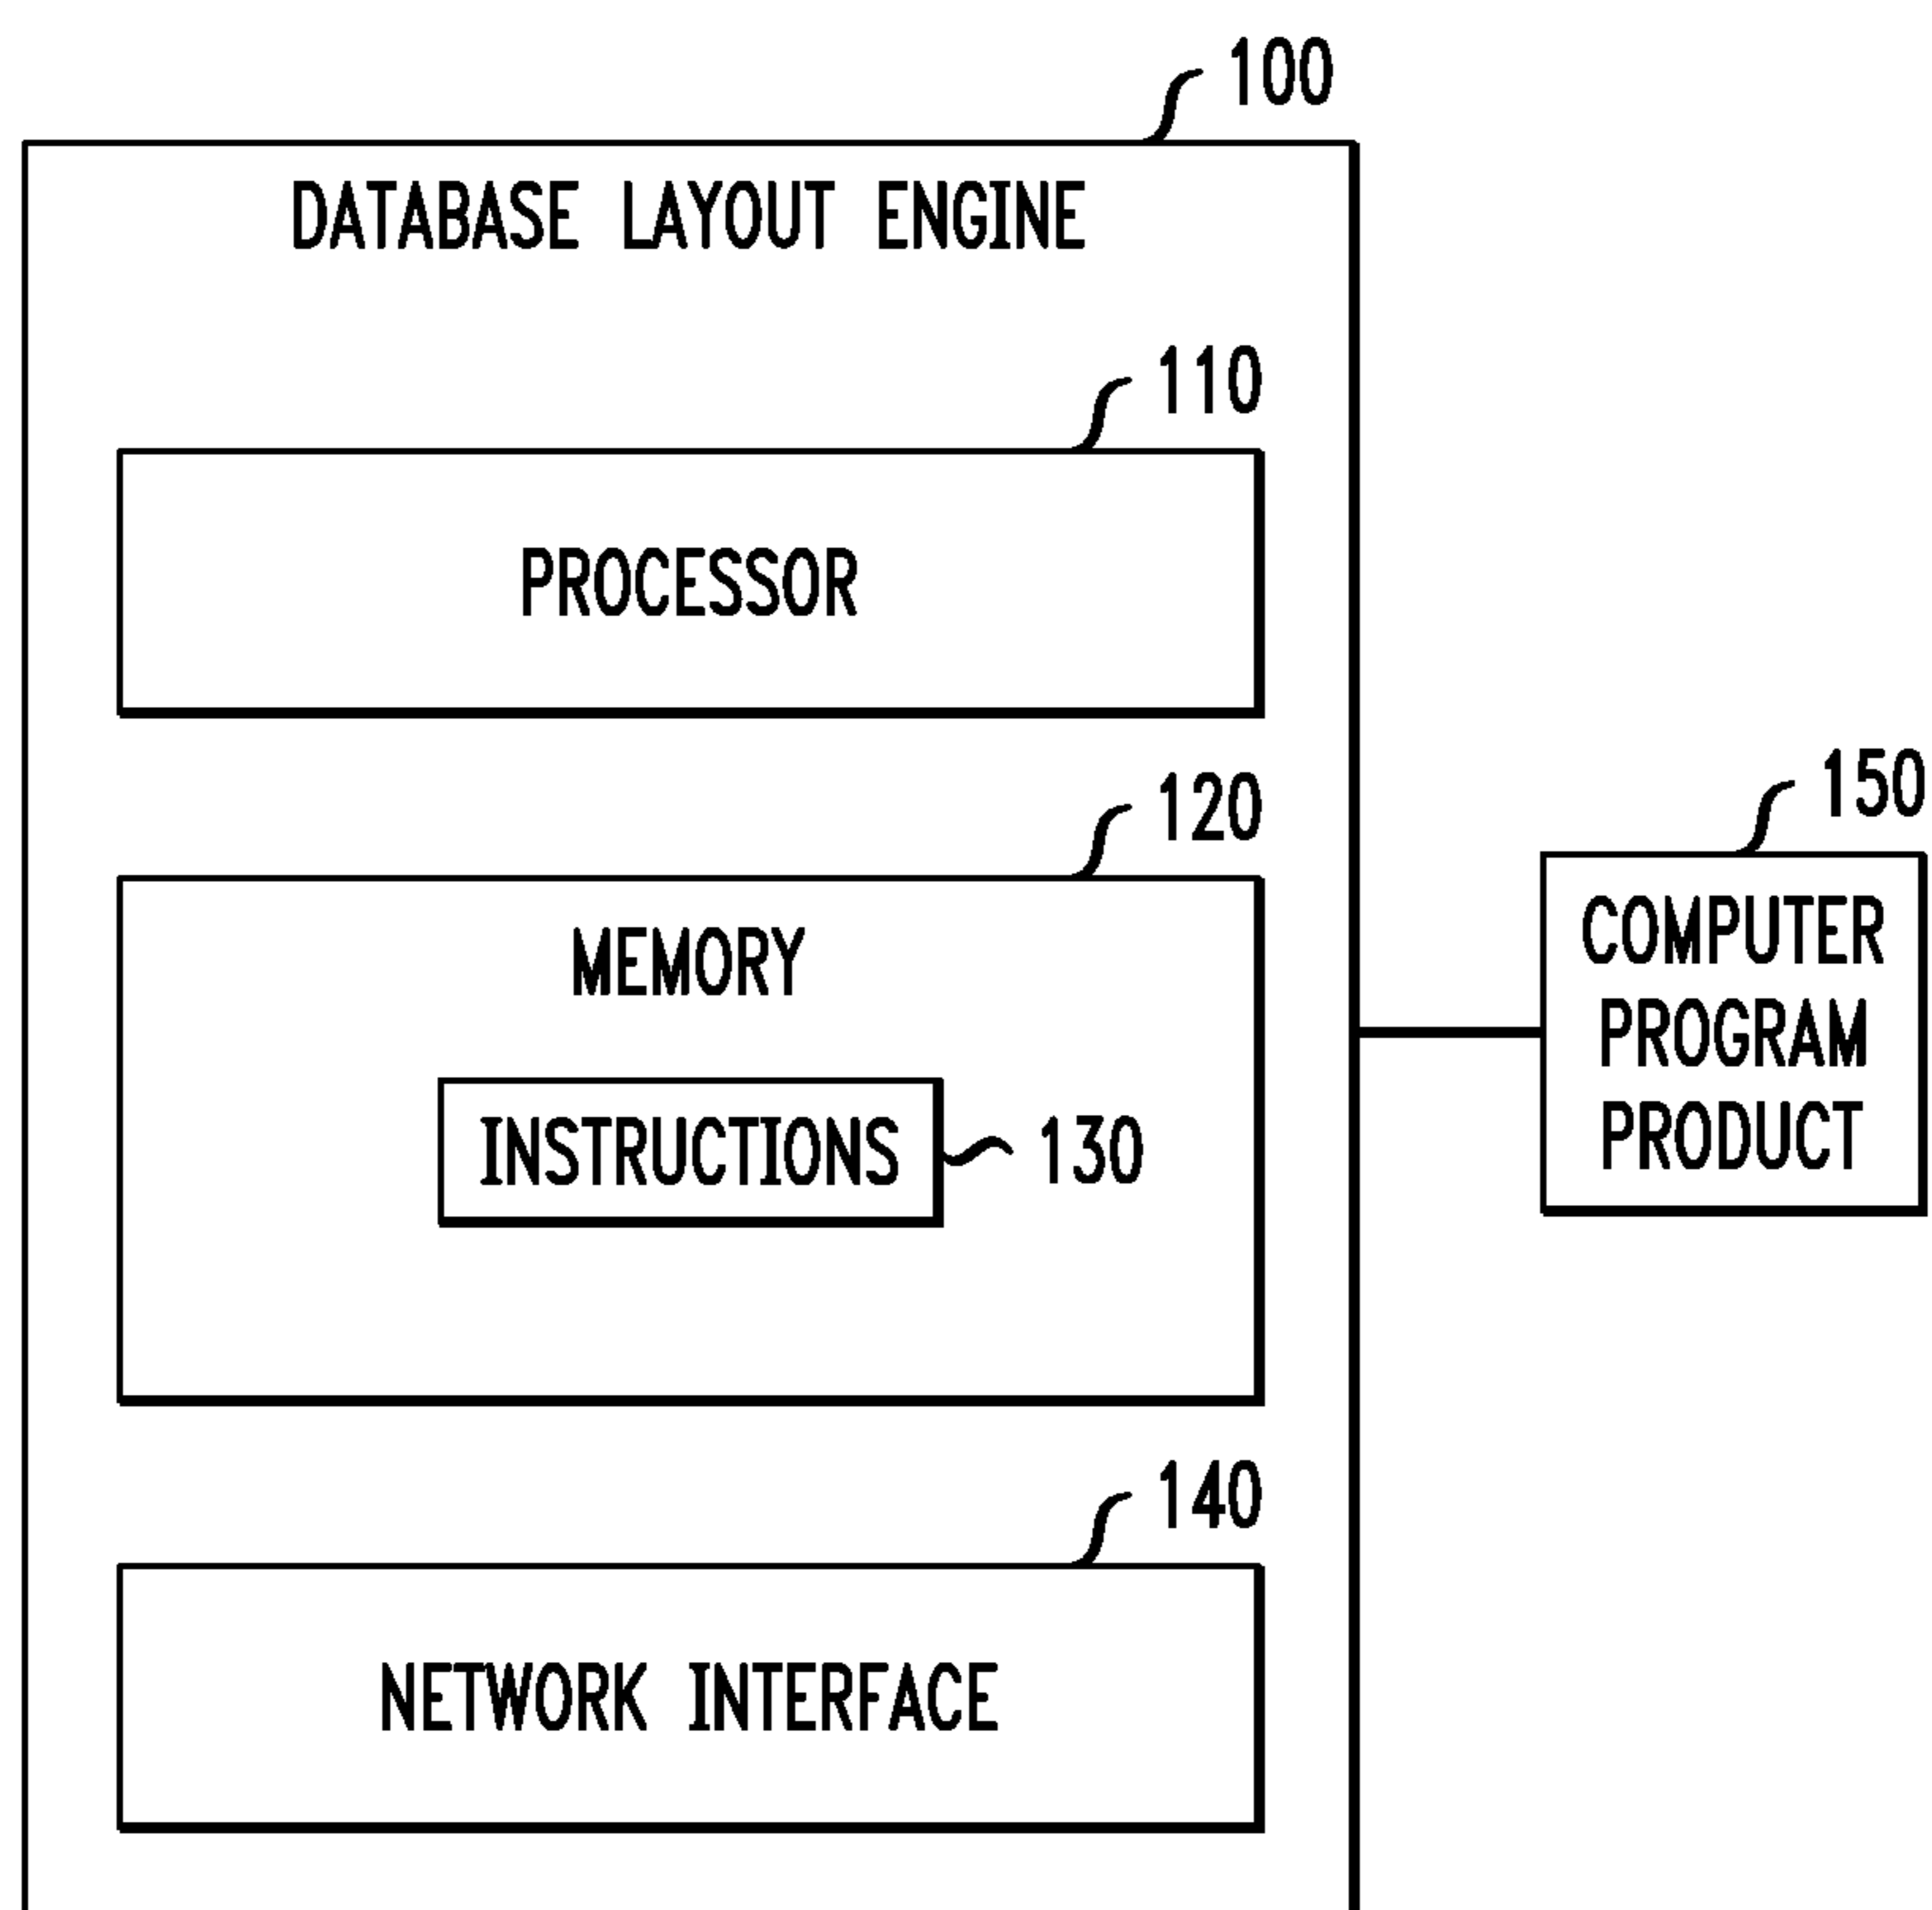 100
DATABASE LAYOUT ENGINE
110
PROCESSOR
120
MEMORY
INSTRUCTIONS 130
140
NETWORK INTERFACE
150
COMPUTER
PROGRAM
PRODUCT